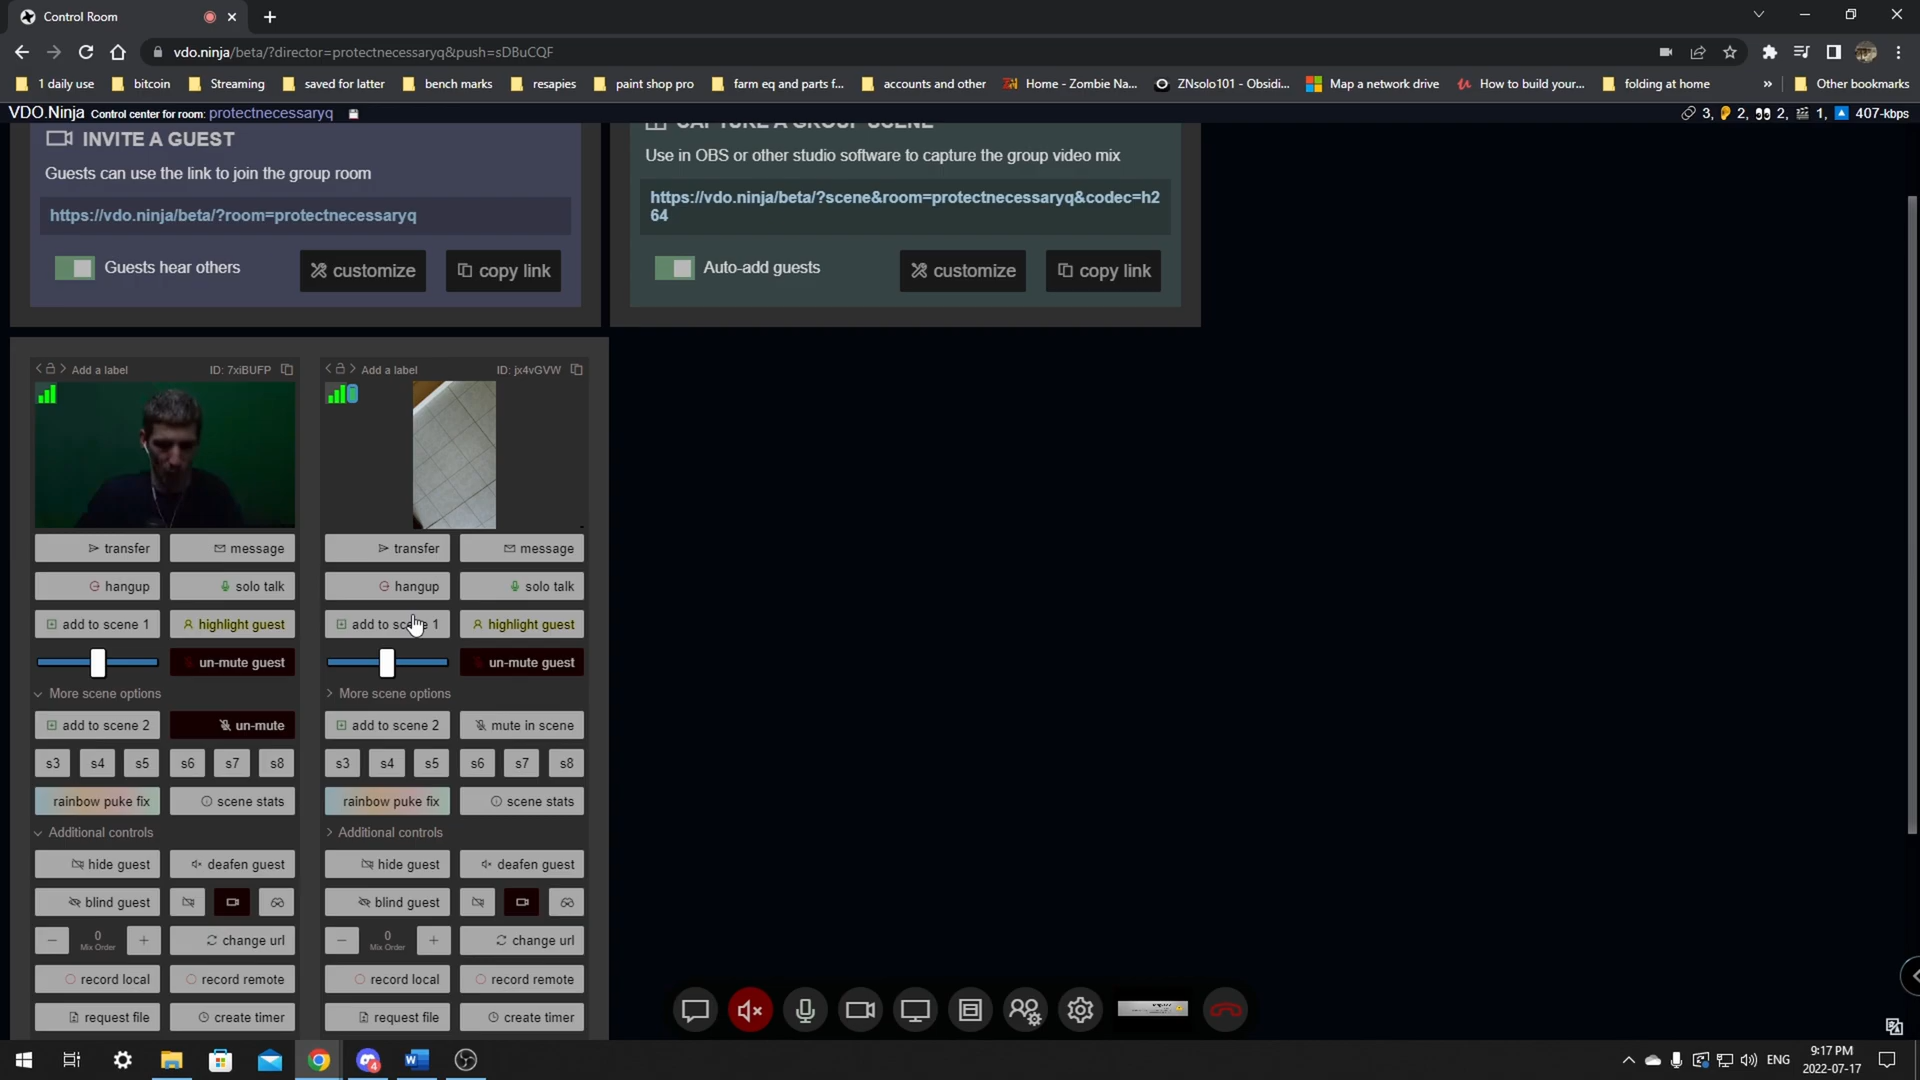 Control Room
vdo.ninja/beta/?director=protectnecessaryq&push=sDBuCQF
1 daily use
bitcoin
Streaming
saved for latter
bench marks
resapies
paint shop pro
farm eq and parts f...
accounts and other
Home - Zombie Na...
ZNsolo101 - Obsidi...
Map a network drive
How to build your...
folding at home
»
Other bookmarks
VDO.Ninja Control center for room: protectnecessaryq
3, 2, 2, 1, 407-kbps
INVITE A GUEST
Guests can use the link to join the group room
https://vdo.ninja/beta/?room=protectnecessaryq
Guests hear others
customize
copy link
CAPTURE A GROUP SCENE
Use in OBS or other studio software to capture the group video mix
https://vdo.ninja/beta/?scene&room=protectnecessaryq&codec=h2
64
Auto-add guests
customize
copy link
Add a label ID: 7xiBUFP
transfer message
hangup solo talk
add to scene 1 highlight guest
un-mute guest
More scene options
add to scene 2 un-mute
s3 s4 s5 s6 s7 s8
rainbow puke fix scene stats
Additional controls
hide guest deafen guest
blind guest
− 0 + change url
Mix Order
record local record remote
request file create timer
Add a label ID: jx4vGVW
transfer message
hangup solo talk
add to scene 1 highlight guest
un-mute guest
More scene options
add to scene 2 mute in scene
s3 s4 s5 s6 s7 s8
rainbow puke fix scene stats
Additional controls
hide guest deafen guest
blind guest
− 0 + change url
Mix Order
record local record remote
request file create timer
4
ENG
9:17 PM
2022-07-17